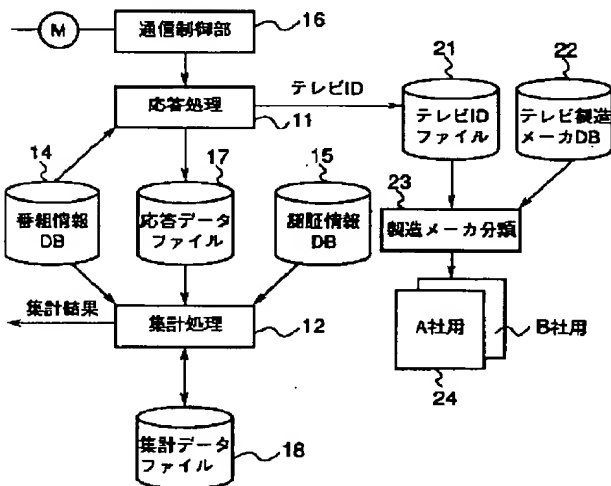 M
通信制御部
16
21
22
テレビID
応答処理
11
テレビID
ファイル
テレビ製造
メーカDB
14
17
15
番組情報
DB
応答データ
ファイル
認証情報
DB
23
製造メーカ分類
集計結果
集計処理
12
A社用
B社用
24
集計データ
ファイル
18